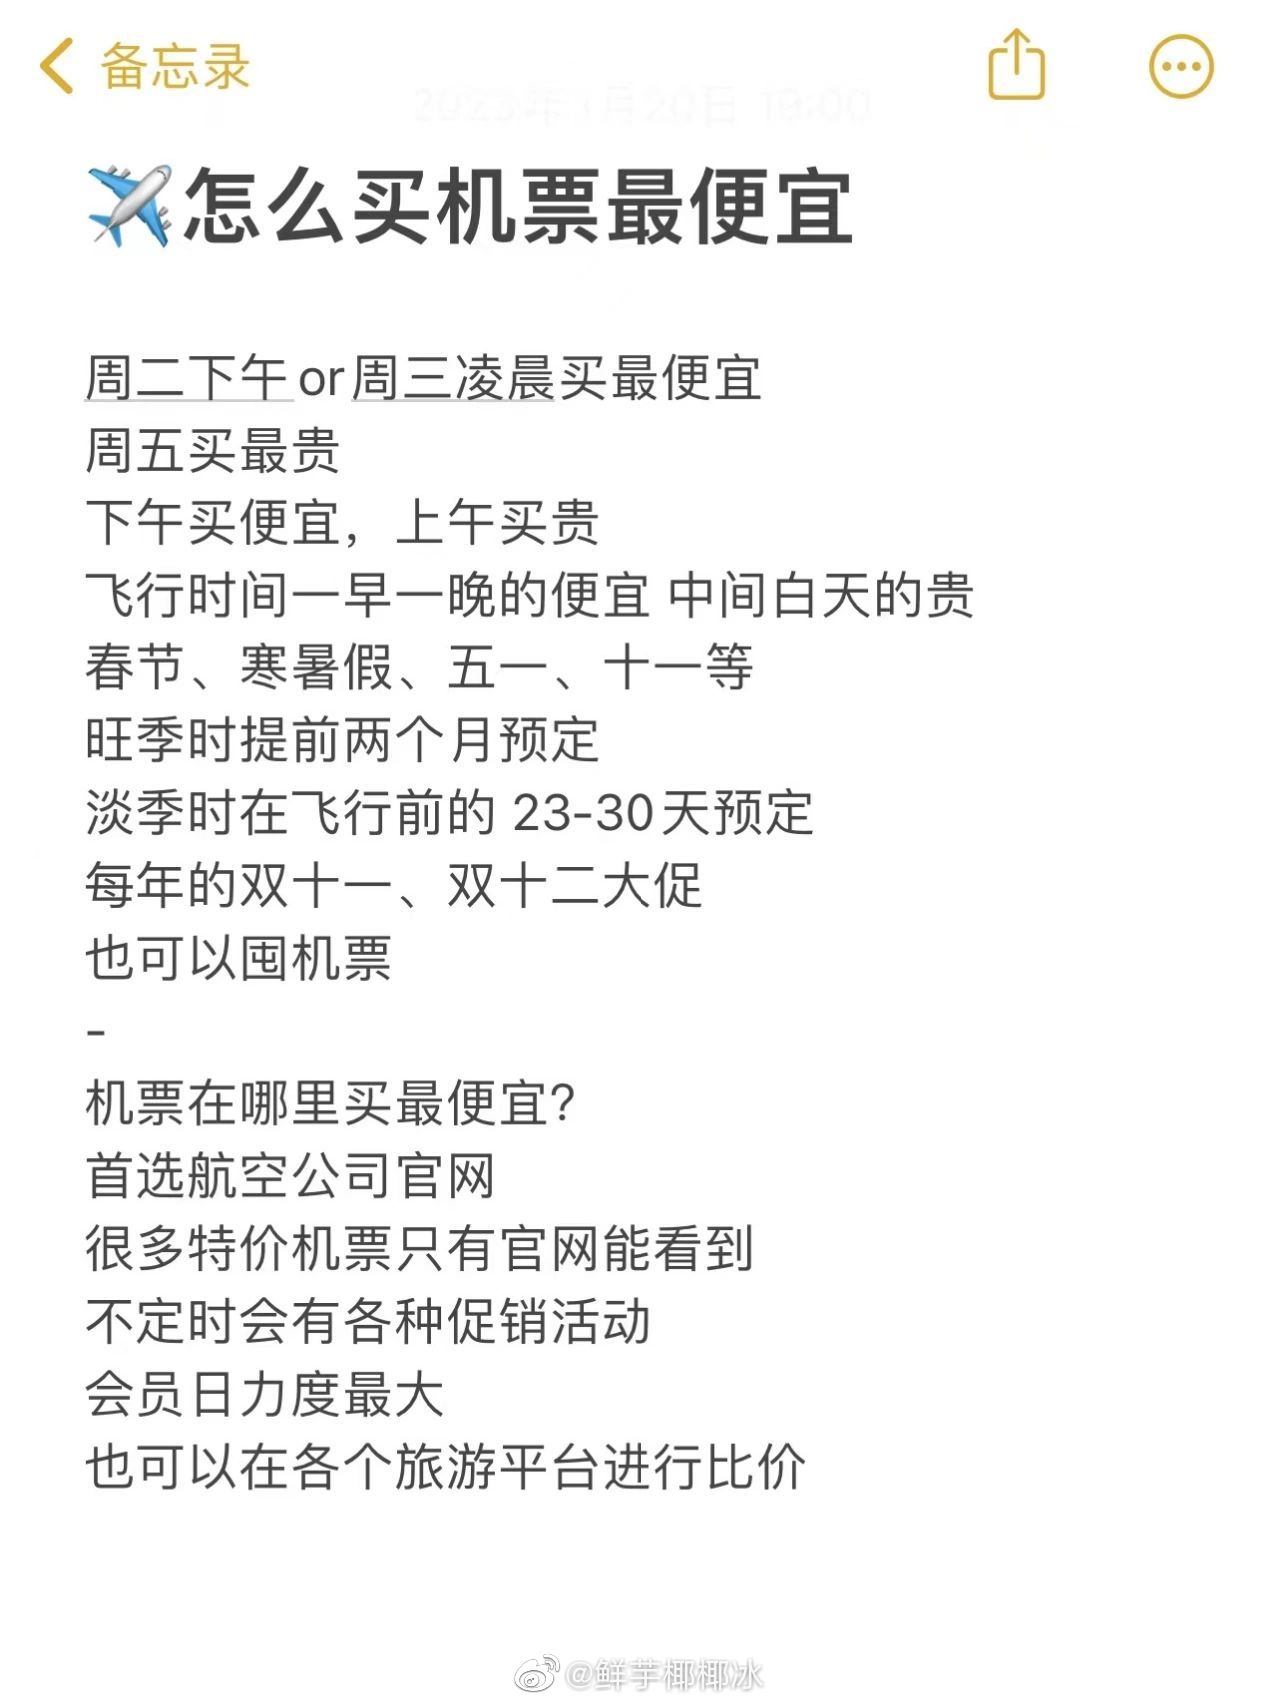 备忘录
2023年1月20日 19:00
✈️怎么买机票最便宜
周二下午or周三凌晨买最便宜
周五买最贵
下午买便宜，上午买贵
飞行时间一早一晚的便宜 中间白天的贵
春节、寒暑假、五一、十一等
旺季时提前两个月预定
淡季时在飞行前的 23-30天预定
每年的双十一、双十二大促
也可以囤机票
-
机票在哪里买最便宜？
首选航空公司官网
很多特价机票只有官网能看到
不定时会有各种促销活动
会员日力度最大
也可以在各个旅游平台进行比价
@鲜芋椰椰冰